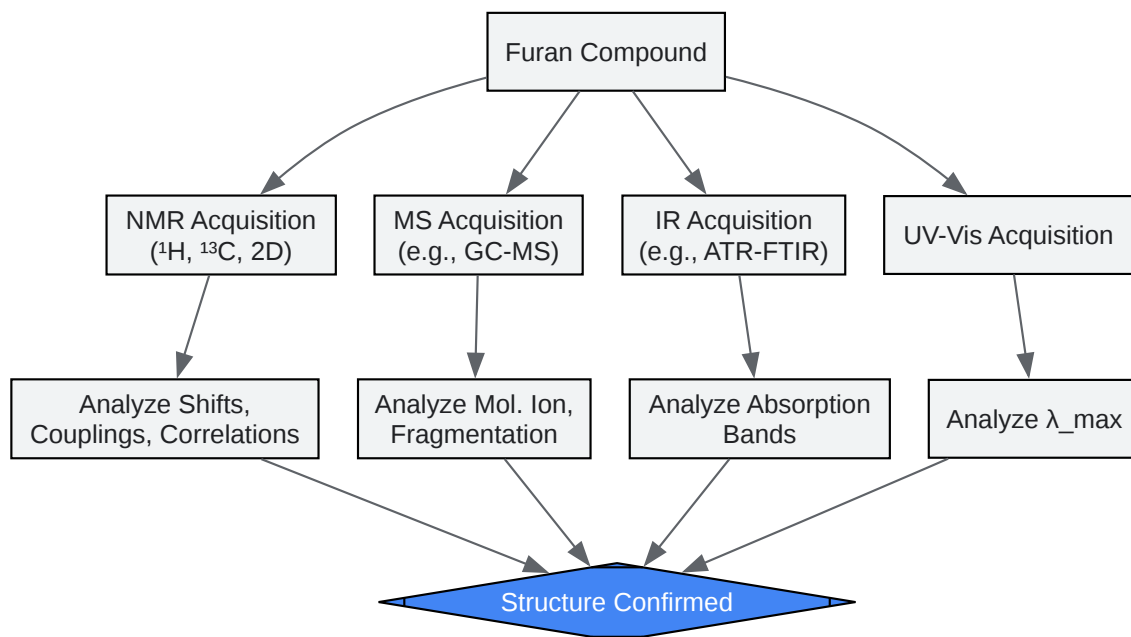 Furan Compound
NMR Acquisition
(¹H, ¹³C, 2D)
MS Acquisition
(e.g., GC-MS)
IR Acquisition
(e.g., ATR-FTIR)
UV-Vis Acquisition
Analyze Shifts,
Couplings, Correlations
Analyze Mol. Ion,
Fragmentation
Analyze Absorption
Bands
Analyze λ_max
Structure Confirmed